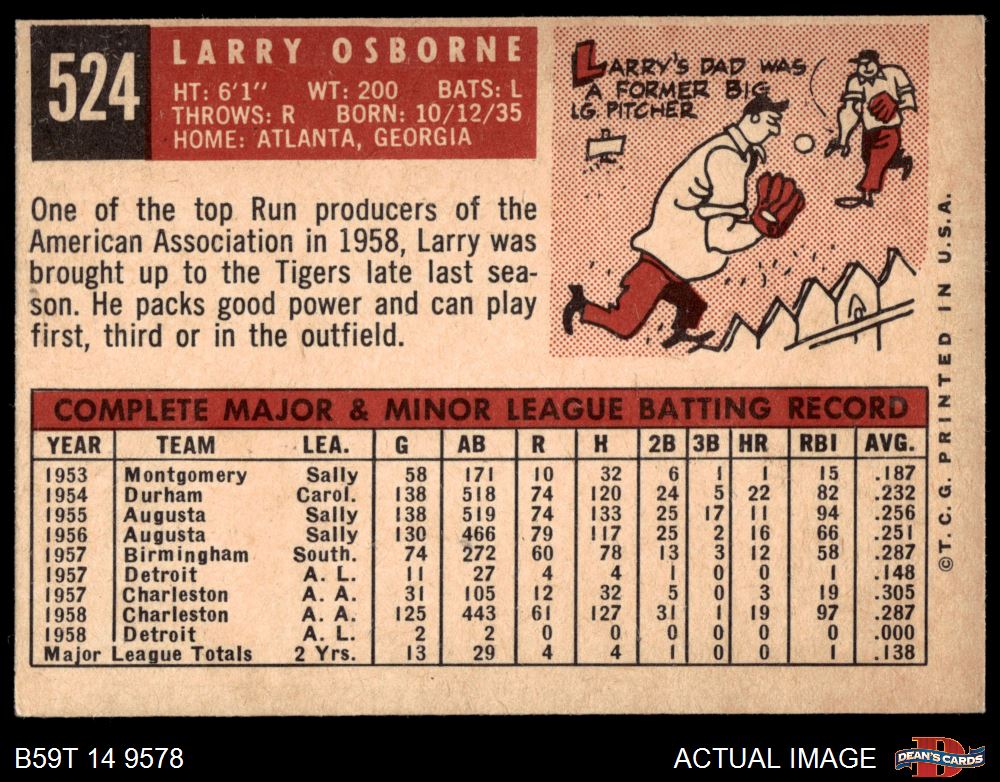 524
LARRY OSBORNE
HT: 6'1" WT: 200 BATS: L
THROWS: R BORN: 10/12/35
HOME: ATLANTA, GEORGIA
LARRY'S DAD WAS
A FORMER BIG
LG PITCHER
One of the top Run producers of the
American Association in 1958, Larry was
brought up to the Tigers late last sea-
son. He packs good power and can play
first, third or in the outfield.
COMPLETE MAJOR & MINOR LEAGUE BATTING RECORD
YEAR TEAM LEA. G AB R H 2B 3B HR RBI AVG.
1953 Montgomery Sally 58 171 10 32 6 1 1 15 .187
1954 Durham Carol. 138 518 74 120 24 5 22 82 .232
1955 Augusta Sally 138 519 74 133 25 17 11 94 .256
1956 Augusta Sally 130 466 79 117 25 2 16 66 .251
1957 Birmingham South. 74 272 60 78 13 3 12 58 .287
1957 Detroit A. L. 11 27 4 4 1 0 0 1 .148
1957 Charleston A. A. 31 105 12 32 5 0 3 19 .305
1958 Charleston A. A. 125 443 61 127 31 1 19 97 .287
1958 Detroit A. L. 2 2 0 0 0 0 0 0 .000
Major League Totals 2 Yrs. 13 29 4 4 1 0 0 1 .138
©T. C. G. PRINTED IN U.S.A.
B59T 14 9578
ACTUAL IMAGE
D
DEAN'S CARDS